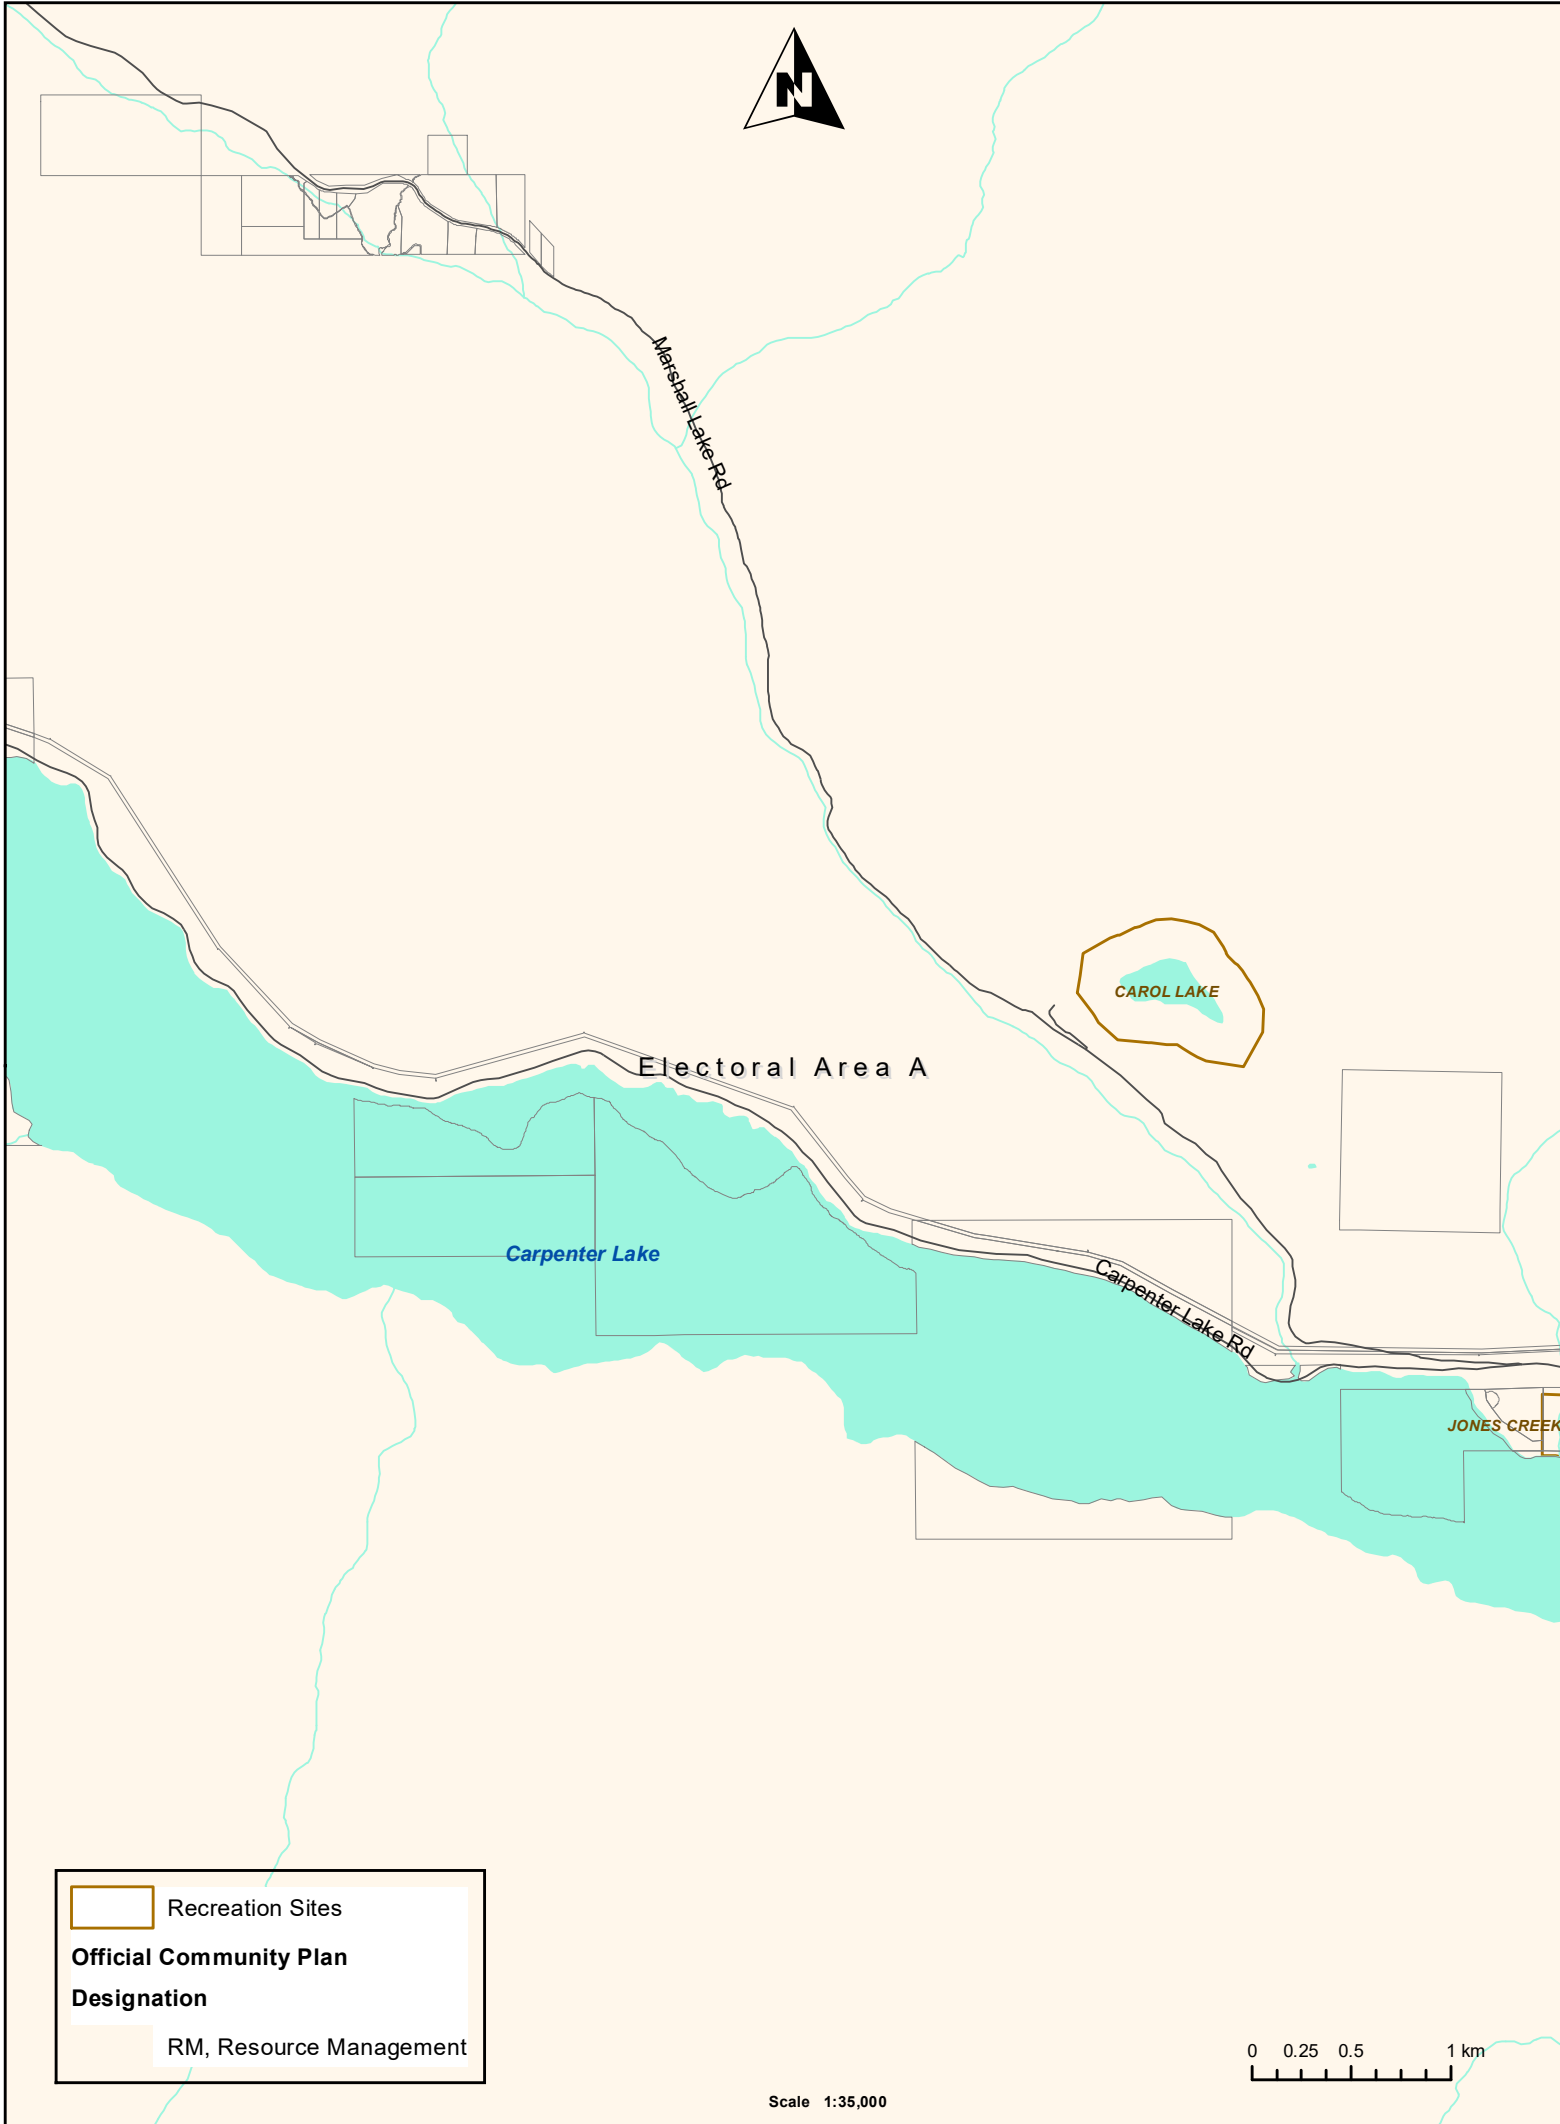 N
Marshall Lake Rd
CAROL LAKE
Electoral Area A
Carpenter Lake
Carpenter Lake Rd
JONES CREEK
Recreation Sites
Official Community Plan
Designation
RM, Resource Management
0 0.25 0.5 1 km
Scale 1:35,000